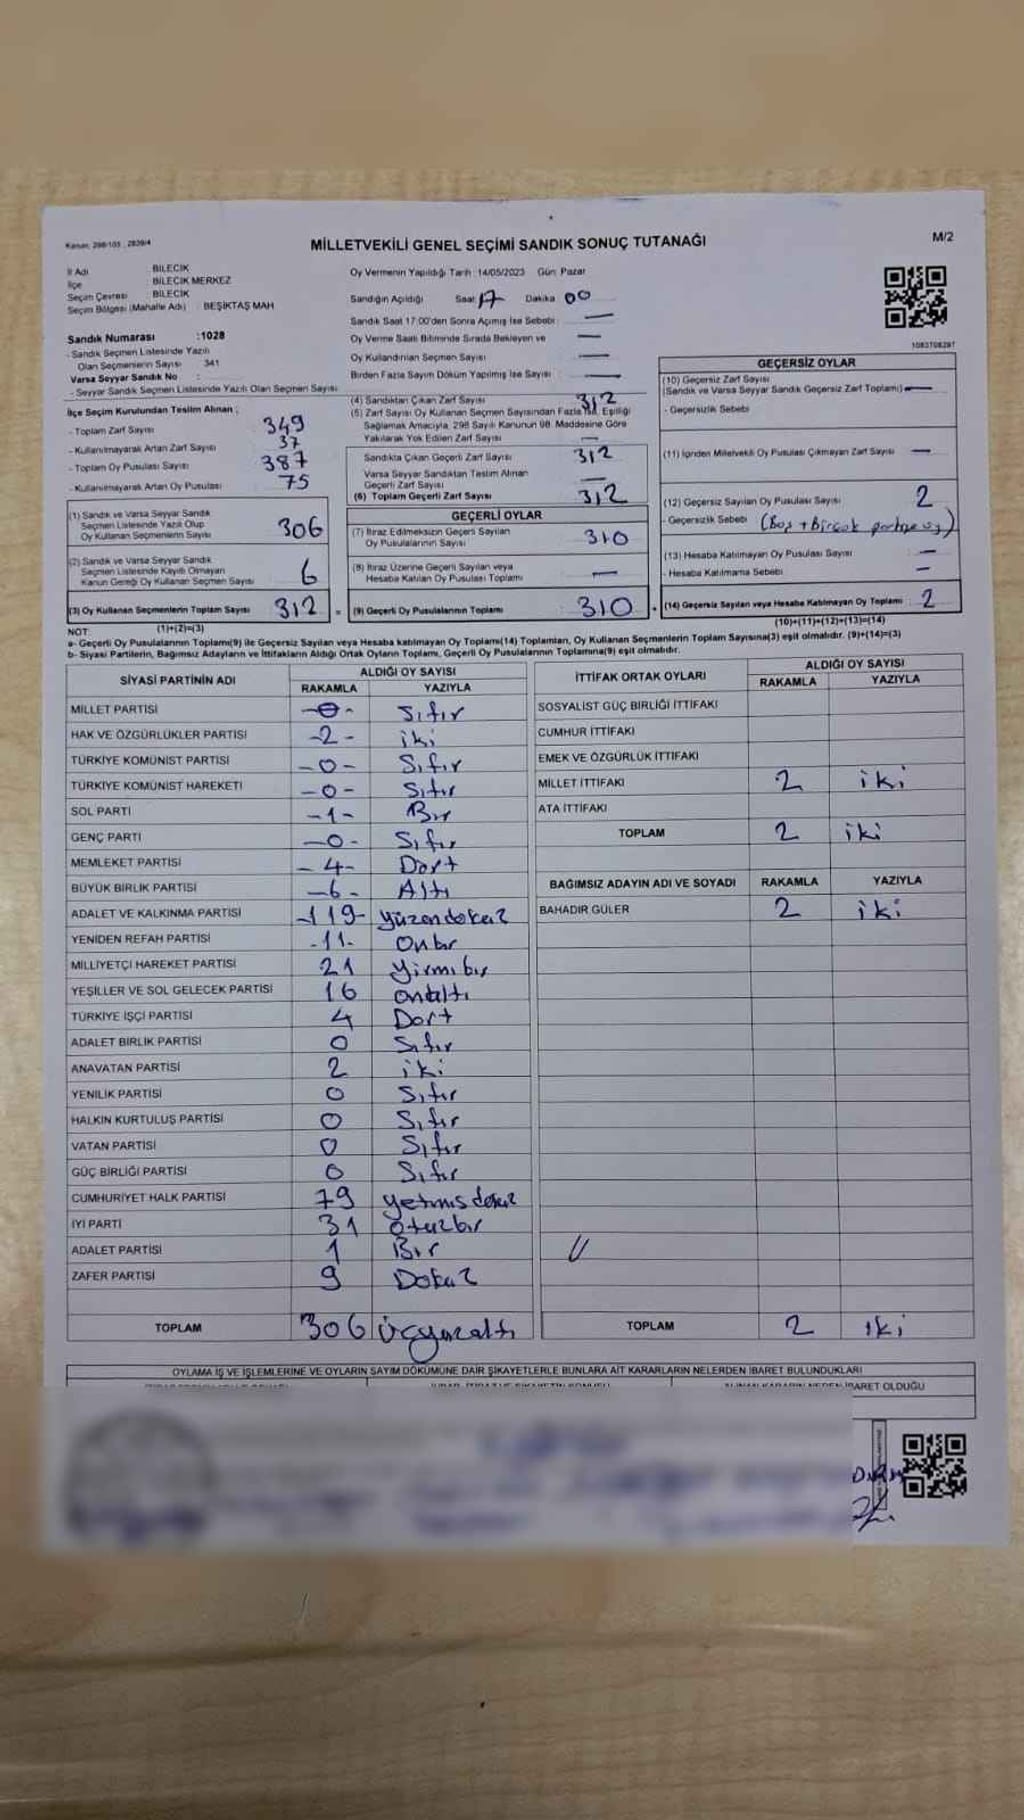 Kanun: 298/105 , 2839/4
MİLLETVEKİLİ GENEL SEÇİMİ SANDIK SONUÇ TUTANAĞI
M/2
İl Adı : BİLECİK
İlçe : BİLECİK MERKEZ
Seçim Çevresi : BİLECİK
Seçim Bölgesi (Mahalle Adı) : BEŞİKTAŞ MAH
Sandık Numarası :1028
- Sandık Seçmen Listesinde Yazılı
Olan Seçmenlerin Sayısı : 341
Varsa Seyyar Sandık No :
- Seyyar Sandık Seçmen Listesinde Yazılı Olan Seçmen Sayısı
İlçe Seçim Kurulundan Teslim Alınan ;
- Toplam Zarf Sayısı 349
- Kullanılmayarak Artan Zarf Sayısı 37
- Toplam Oy Pusulası Sayısı 387
- Kullanılmayarak Artan Oy Pusulası 75
(1) Sandık ve Varsa Seyyar Sandık
Seçmen Listesinde Yazılı Olup
Oy Kullanan Seçmenlerin Sayısı 306
(2) Sandık ve Varsa Seyyar Sandık
Seçmen Listesinde Kayıtlı Olmayan
Kanun Gereği Oy Kullanan Seçmen Sayısı 6
(3) Oy Kullanan Seçmenlerin Toplam Sayısı 312 =
(1)+(2)=(3)
Oy Vermenin Yapıldığı Tarih : 14/05/2023 Gün: Pazar
Sandığın Açıldığı Saat 17 Dakika 00
Sandık Saat 17:00'den Sonra Açılmış İse Sebebi : —
Oy Verme Saati Bitiminde Sırada Bekleyen ve —
Oy Kullandırılan Seçmen Sayısı —
Birden Fazla Sayım Döküm Yapılmış İse Sayısı : —
(4) Sandıktan Çıkan Zarf Sayısı 312
(5) Zarf Sayısı Oy Kullanan Seçmen Sayısından Fazla İse, Eşitliği
Sağlamak Amacıyla, 298 Sayılı Kanunun 98. Maddesine Göre
Yakılarak Yok Edilen Zarf Sayısı —
Sandıkta Çıkan Geçerli Zarf Sayısı 312
Varsa Seyyar Sandıktan Teslim Alınan
Geçerli Zarf Sayısı —
(6) Toplam Geçerli Zarf Sayısı 312
GEÇERLİ OYLAR
(7) İtiraz Edilmeksizin Geçerli Sayılan
Oy Pusulalarının Sayısı 310
(8) İtiraz Üzerine Geçerli Sayılan veya
Hesaba Katılan Oy Pusulası Toplamı —
(9) Geçerli Oy Pusulalarının Toplamı 310 +
1083708297
GEÇERSİZ OYLAR
(10) Geçersiz Zarf Sayısı
(Sandık ve Varsa Seyyar Sandık Geçersiz Zarf Toplamı) —
- Geçersizlik Sebebi
(11) İçinden Milletvekili Oy Pusulası Çıkmayan Zarf Sayısı —
(12) Geçersiz Sayılan Oy Pusulası Sayısı 2
- Geçersizlik Sebebi (Boş + Birçok partiye oy)
(13) Hesaba Katılmayan Oy Pusulası Sayısı —
- Hesaba Katılmama Sebebi —
(14) Geçersiz Sayılan veya Hesaba Katılmayan Oy Toplamı 2
(10)+(11)+(12)+(13)=(14)
NOT:
a- Geçerli Oy Pusulalarının Toplamı(9) ile Geçersiz Sayılan veya Hesaba katılmayan Oy Toplamı(14) Toplamları, Oy Kullanan Seçmenlerin Toplam Sayısına(3) eşit olmalıdır. (9)+(14)=(3)
b- Siyasi Partilerin, Bağımsız Adayların ve İttifakların Aldığı Ortak Oyların Toplamı, Geçerli Oy Pusulalarının Toplamına(9) eşit olmalıdır.
SİYASİ PARTİNİN ADI ALDIĞI OY SAYISI
RAKAMLA YAZIYLA
MİLLET PARTİSİ -0- Sıfır
HAK VE ÖZGÜRLÜKLER PARTİSİ -2- iki
TÜRKİYE KOMÜNİST PARTİSİ -0- Sıfır
TÜRKİYE KOMÜNİST HAREKETİ -0- Sıfır
SOL PARTİ -1- Bir
GENÇ PARTİ -0- Sıfır
MEMLEKET PARTİSİ -4- Dört
BÜYÜK BİRLİK PARTİSİ -6- Altı
ADALET VE KALKINMA PARTİSİ -119- yüzondokuz
YENİDEN REFAH PARTİSİ -11- Onbir
MİLLİYETÇİ HAREKET PARTİSİ 21 Yirmibir
YEŞİLLER VE SOL GELECEK PARTİSİ 16 onaltı
TÜRKİYE İŞÇİ PARTİSİ 4 Dört
ADALET BİRLİK PARTİSİ 0 Sıfır
ANAVATAN PARTİSİ 2 iki
YENİLİK PARTİSİ 0 Sıfır
HALKIN KURTULUŞ PARTİSİ 0 Sıfır
VATAN PARTİSİ 0 Sıfır
GÜÇ BİRLİĞİ PARTİSİ 0 Sıfır
CUMHURİYET HALK PARTİSİ 79 yetmişdokuz
İYİ PARTİ 31 otuzbir
ADALET PARTİSİ 1 Bir
ZAFER PARTİSİ 9 Dokuz
TOPLAM 306 üçyüzaltı
İTTİFAK ORTAK OYLARI ALDIĞI OY SAYISI
RAKAMLA YAZIYLA
SOSYALİST GÜÇ BİRLİĞİ İTTİFAKI
CUMHUR İTTİFAKI
EMEK VE ÖZGÜRLÜK İTTİFAKI
MİLLET İTTİFAKI 2 iki
ATA İTTİFAKI
TOPLAM 2 iki
BAĞIMSIZ ADAYIN ADI VE SOYADI RAKAMLA YAZIYLA
BAHADIR GÜLER 2 iki
TOPLAM 2 iki
OYLAMA İŞ VE İŞLEMLERİNE VE OYLARIN SAYIM DÖKÜMÜNE DAİR ŞİKAYETLERLE BUNLARA AİT KARARLARIN NELERDEN İBARET BULUNDUKLARI